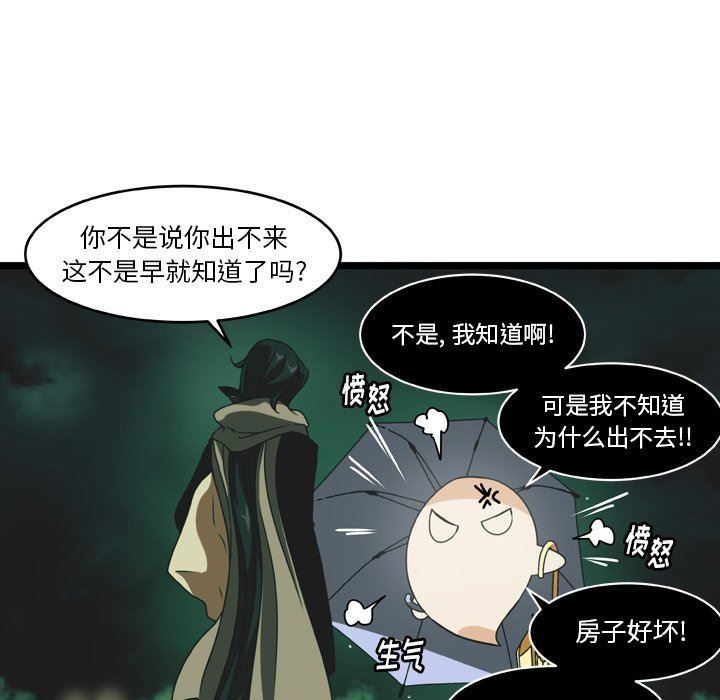 你不是说你出不来
这不是早就知道了吗?
不是, 我知道啊!
可是我不知道
为什么出不去!!
愤怒
愤怒
房子好坏!
生气